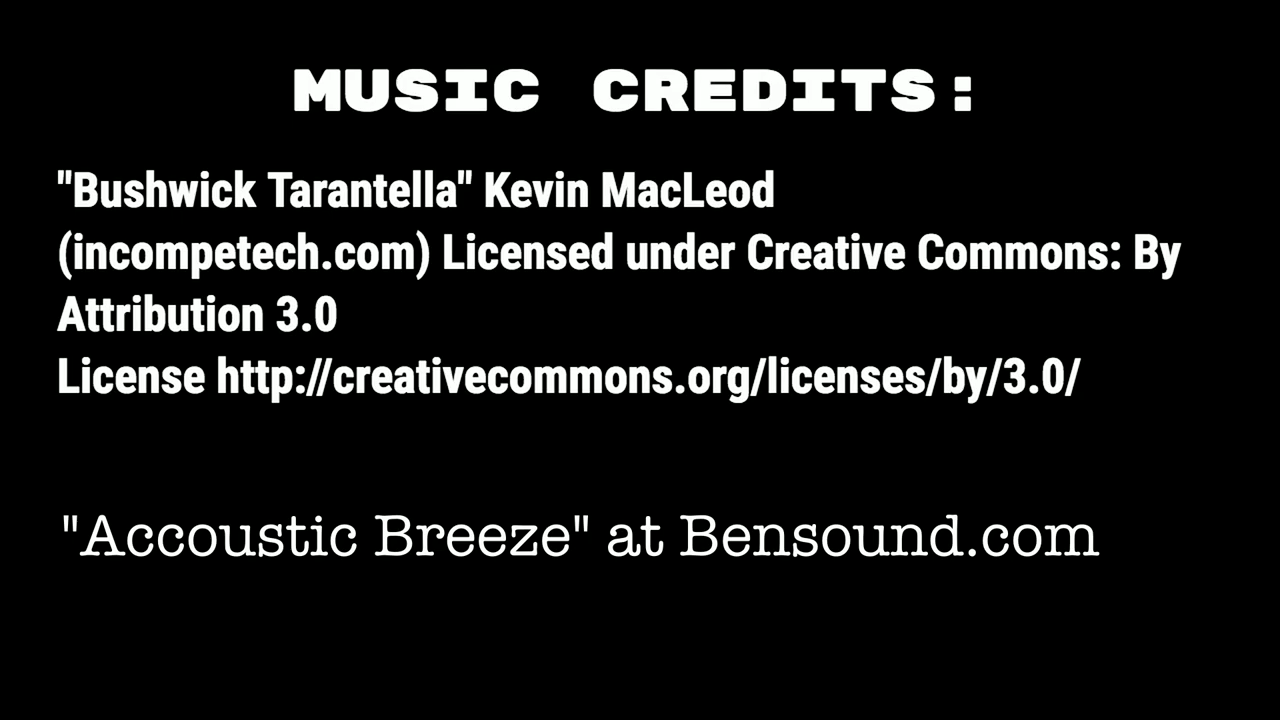 MUSIC CREDITS:
"Bushwick Tarantella" Kevin MacLeod
(incompetech.com) Licensed under Creative Commons: By
Attribution 3.0
License http://creativecommons.org/licenses/by/3.0/
"Accoustic Breeze" at Bensound.com